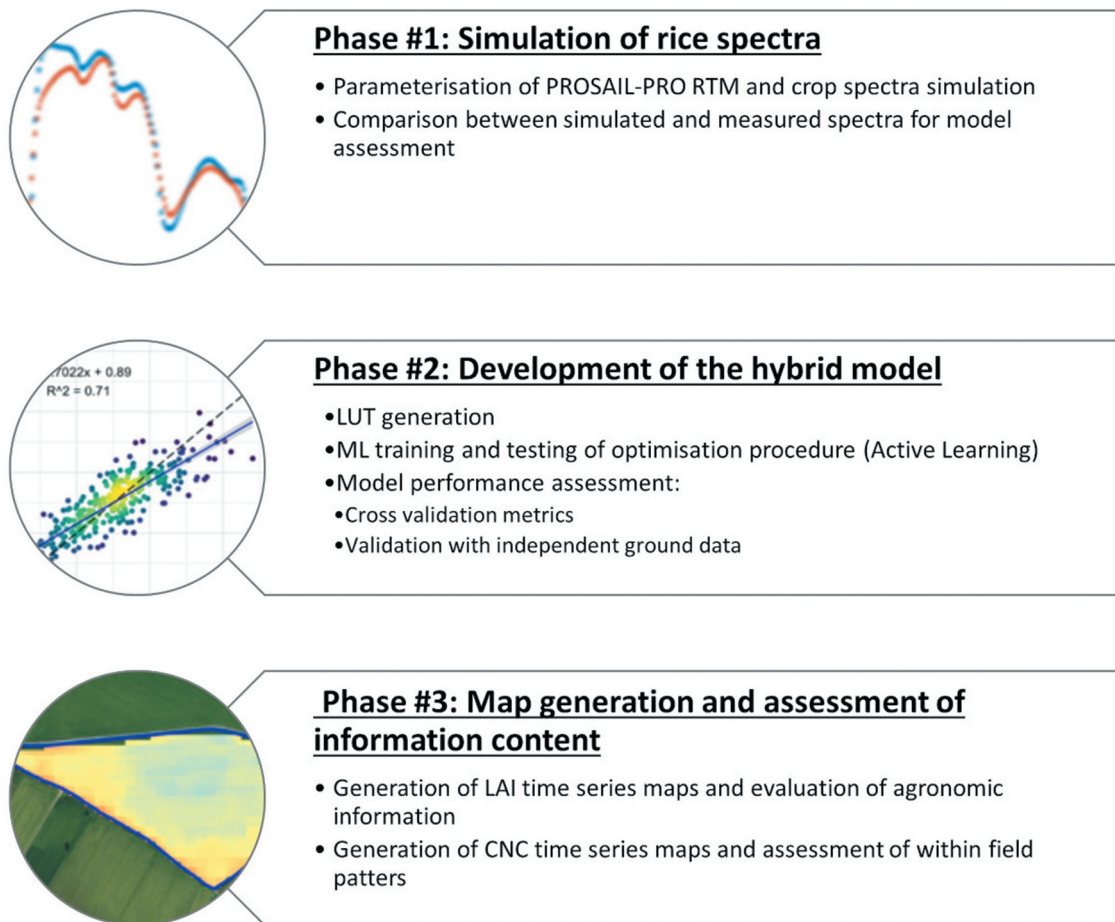 Phase #1: Simulation of rice spectra
• Parameterisation of PROSAIL-PRO RTM and crop spectra simulation
• Comparison between simulated and measured spectra for model
assessment
.7022x + 0.89
R^2 = 0.71
Phase #2: Development of the hybrid model
•LUT generation
•ML training and testing of optimisation procedure (Active Learning)
•Model performance assessment:
•Cross validation metrics
•Validation with independent ground data
Phase #3: Map generation and assessment of
information content
• Generation of LAI time series maps and evaluation of agronomic
information
• Generation of CNC time series maps and assessment of within field
patters